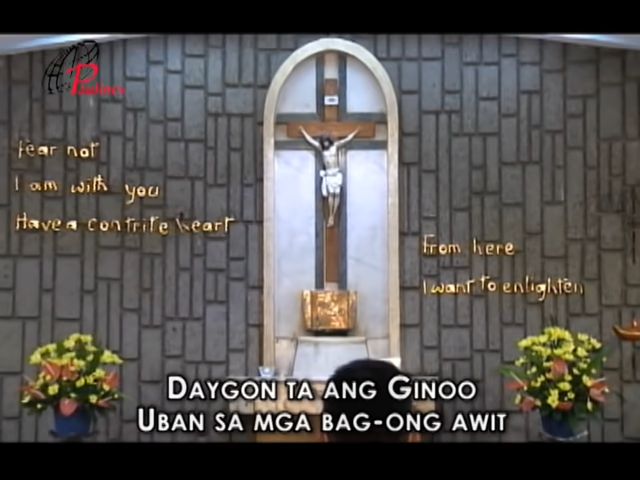 Paulines
fear not
I am with you
Have a contrite heart
From here
I want to enlighten
DAYGON TA ANG GINOO
UBAN SA MGA BAG-ONG AWIT